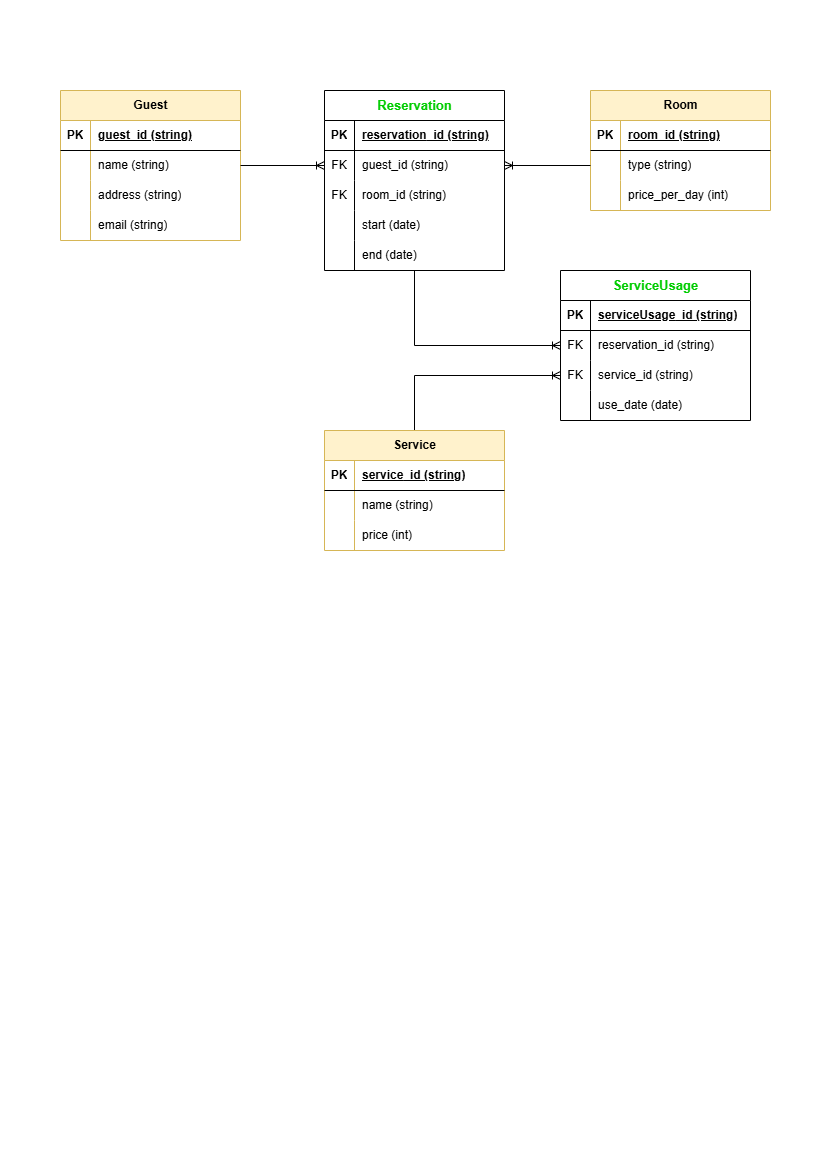 Guest
PK guest_id (string)
name (string)
address (string)
email (string)
Reservation
PK reservation_id (string)
FK guest_id (string)
FK room_id (string)
start (date)
end (date)
Room
PK room_id (string)
type (string)
price_per_day (int)
ServiceUsage
PK serviceUsage_id (string)
FK reservation_id (string)
FK service_id (string)
use_date (date)
Service
PK service_id (string)
name (string)
price (int)